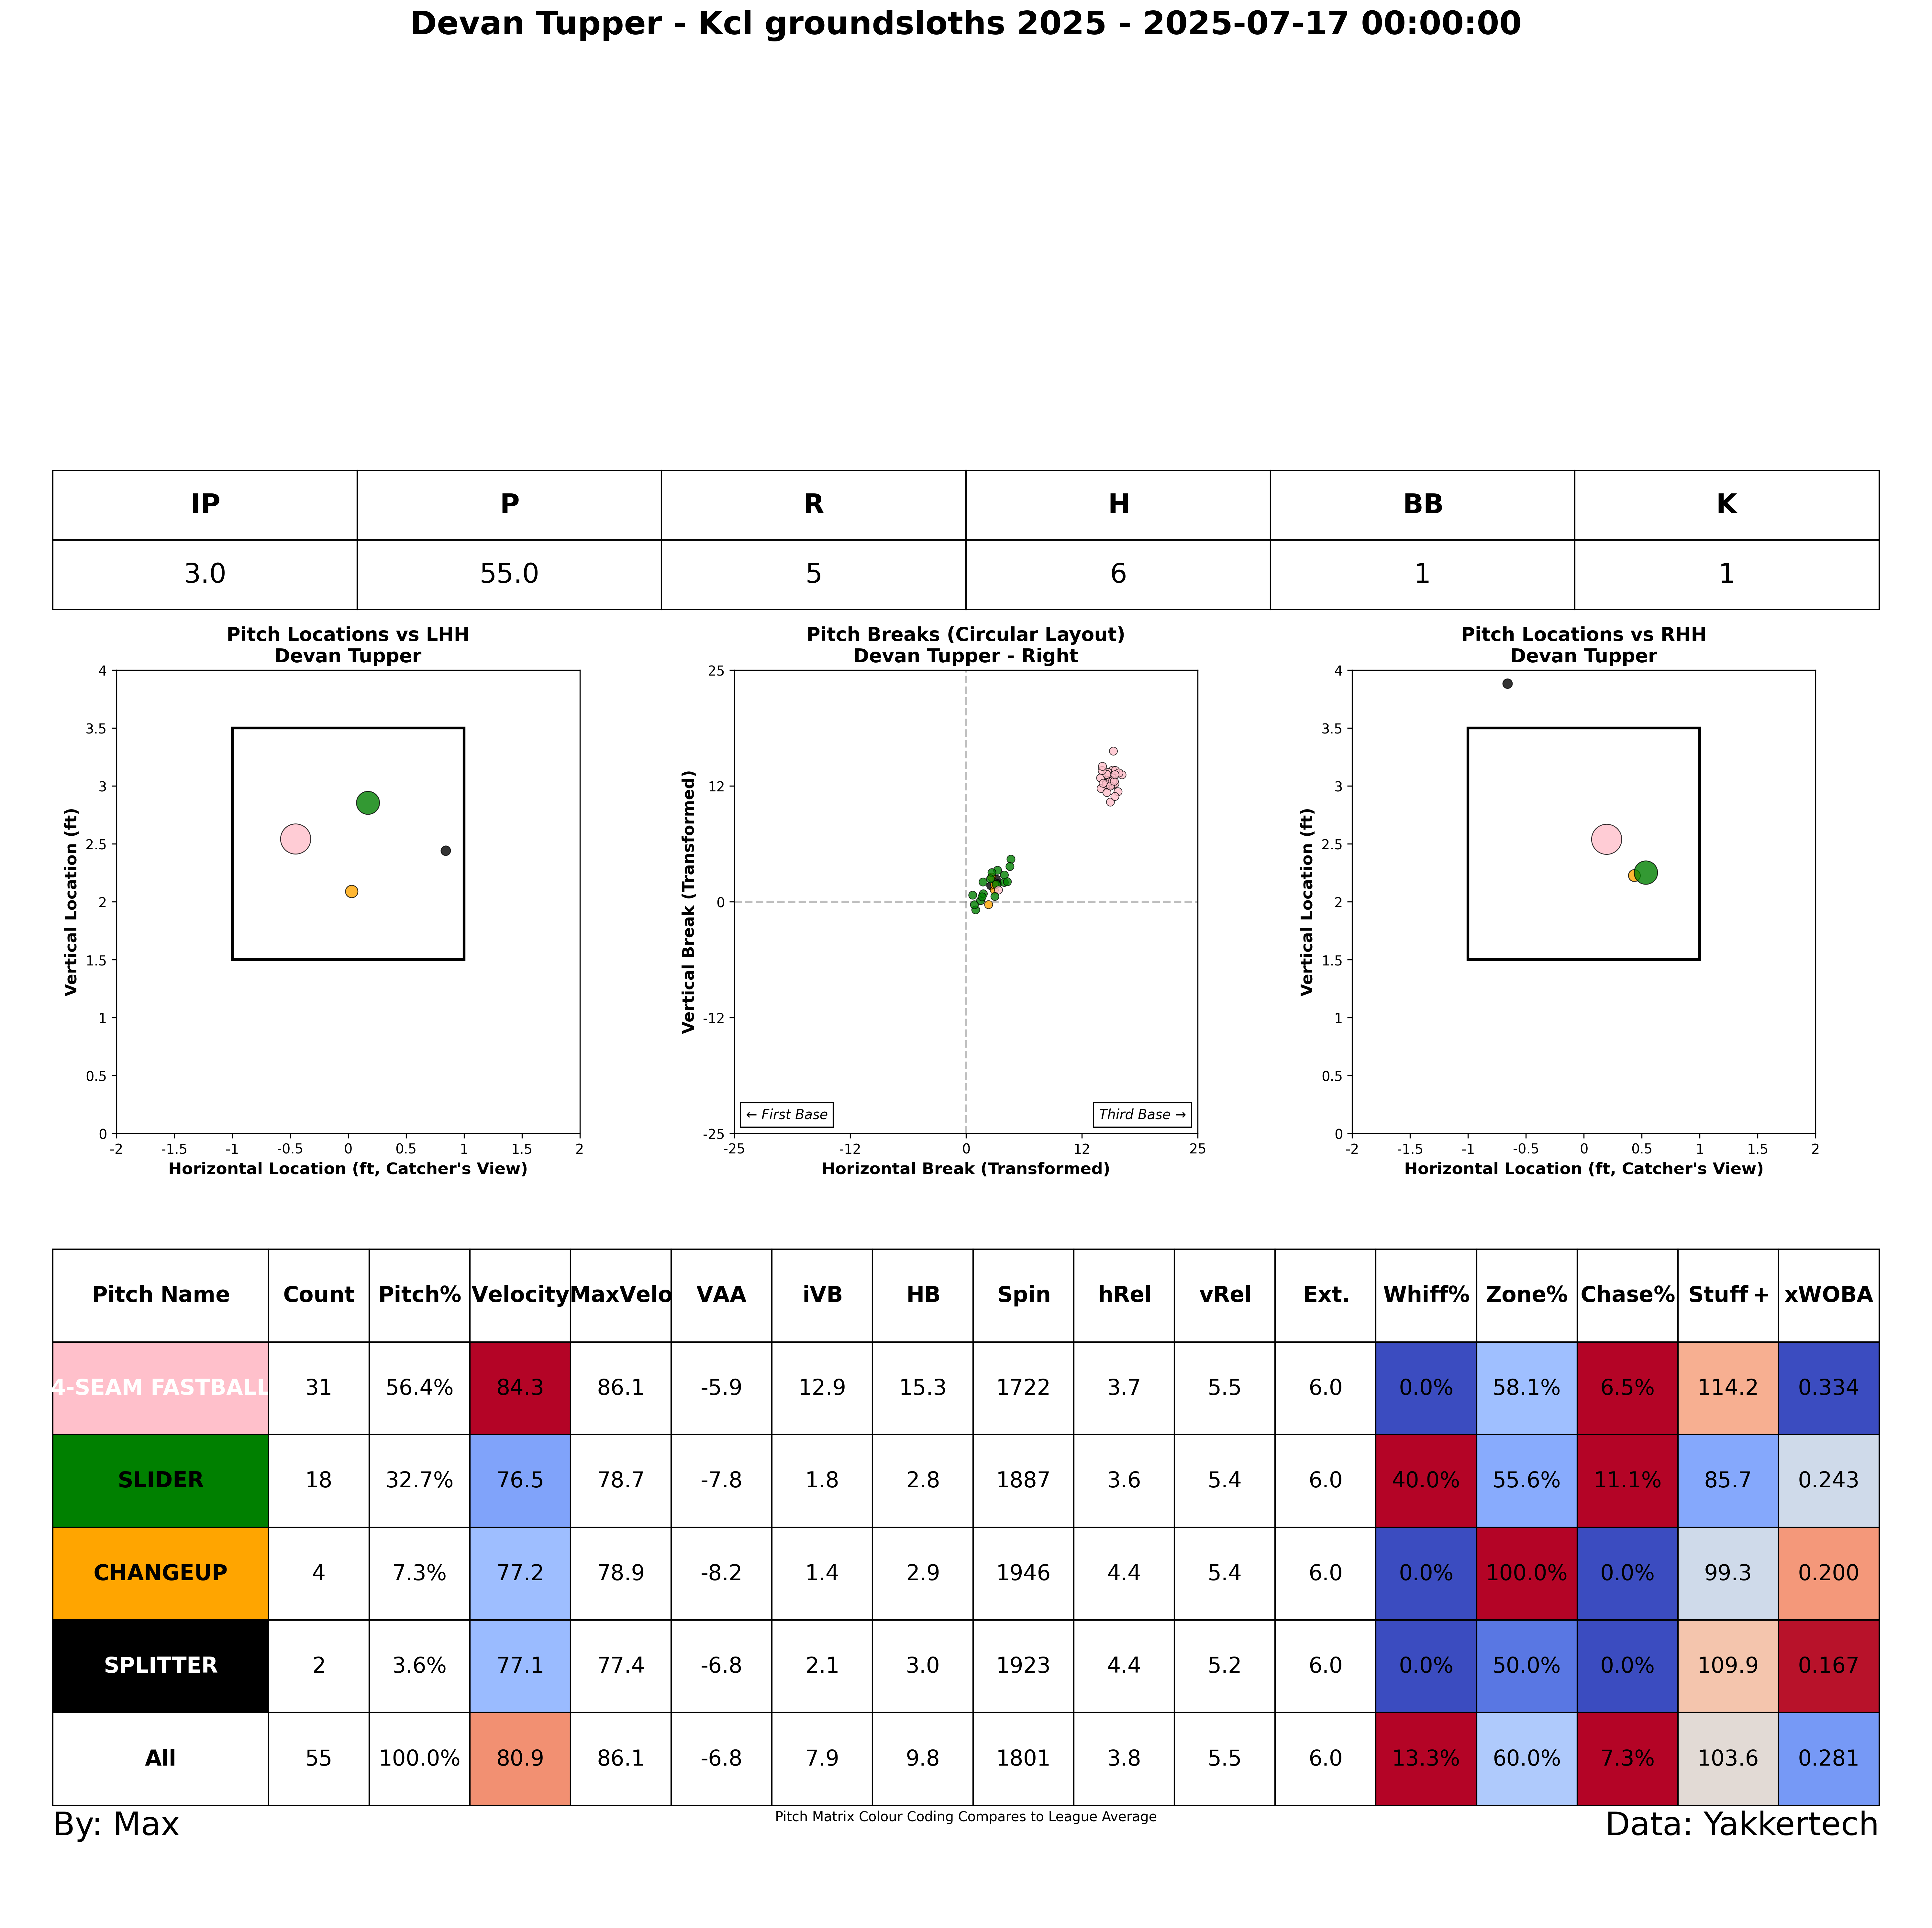 Devan Tupper - Kcl groundsloths 2025 - 2025-07-17 00:00:00
IP P R H BB K
3.0 55.0 5 6 1 1
Pitch Locations vs LHH
Devan Tupper
4
3.5
3
2.5
2
1.5
1
0.5
0
-2 -1.5 -1 -0.5 0 0.5 1 1.5 2
Vertical Location (ft)
Horizontal Location (ft, Catcher's View)
Pitch Breaks (Circular Layout)
Devan Tupper - Right
25
12
0
-12
-25
-25 -12 0 12 25
Vertical Break (Transformed)
← First Base
Third Base →
Horizontal Break (Transformed)
Pitch Locations vs RHH
Devan Tupper
4
3.5
3
2.5
2
1.5
1
0.5
0
-2 -1.5 -1 -0.5 0 0.5 1 1.5 2
Vertical Location (ft)
Horizontal Location (ft, Catcher's View)
Pitch Name Count Pitch% Velocity MaxVelo VAA iVB HB Spin hRel vRel Ext. Whiff% Zone% Chase% Stuff+ xWOBA
4-SEAM FASTBALL 31 56.4% 84.3 86.1 -5.9 12.9 15.3 1722 3.7 5.5 6.0 0.0% 58.1% 6.5% 114.2 0.334
SLIDER 18 32.7% 76.5 78.7 -7.8 1.8 2.8 1887 3.6 5.4 6.0 40.0% 55.6% 11.1% 85.7 0.243
CHANGEUP 4 7.3% 77.2 78.9 -8.2 1.4 2.9 1946 4.4 5.4 6.0 0.0% 100.0% 0.0% 99.3 0.200
SPLITTER 2 3.6% 77.1 77.4 -6.8 2.1 3.0 1923 4.4 5.2 6.0 0.0% 50.0% 0.0% 109.9 0.167
All 55 100.0% 80.9 86.1 -6.8 7.9 9.8 1801 3.8 5.5 6.0 13.3% 60.0% 7.3% 103.6 0.281
By: Max
Pitch Matrix Colour Coding Compares to League Average
Data: Yakkertech